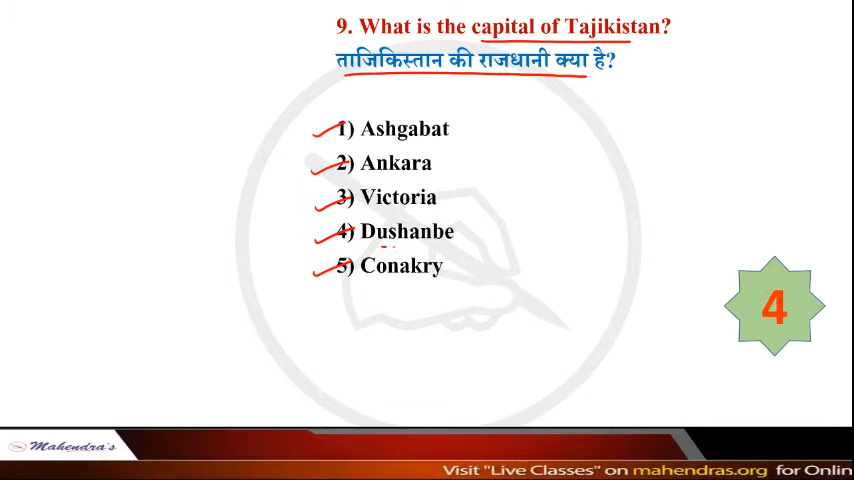 9. What is the capital of Tajikistan?
ताजिकिस्तान की राजधानी क्या है?
1) Ashgabat
2) Ankara
3) Victoria
4) Dushanbe
5) Conakry
4
Mahendra's
Visit "Live Classes" on mahendras.org for Onlin